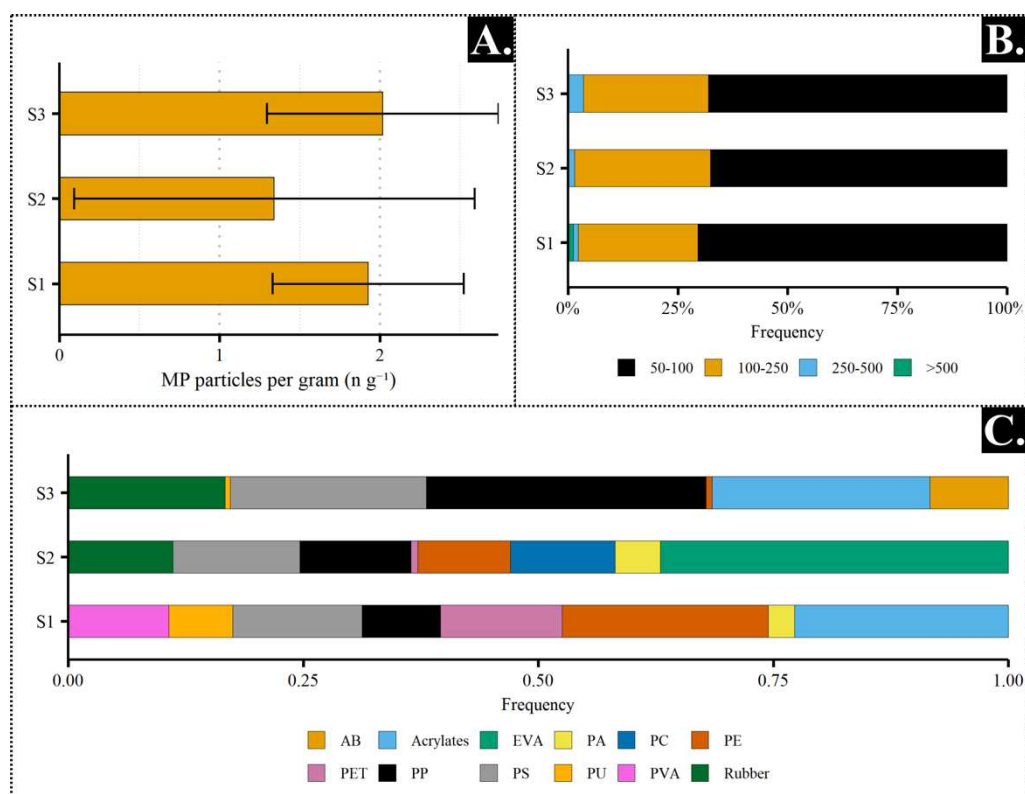 A.
S3
S2
S1
0 1 2
MP particles per gram (n g⁻¹)
B.
S3
S2
S1
0% 25% 50% 75% 100%
Frequency
50-100 100-250 250-500 >500
C.
S3
S2
S1
0.00 0.25 0.50 0.75 1.00
Frequency
AB Acrylates EVA PA PC PE
PET PP PS PU PVA Rubber